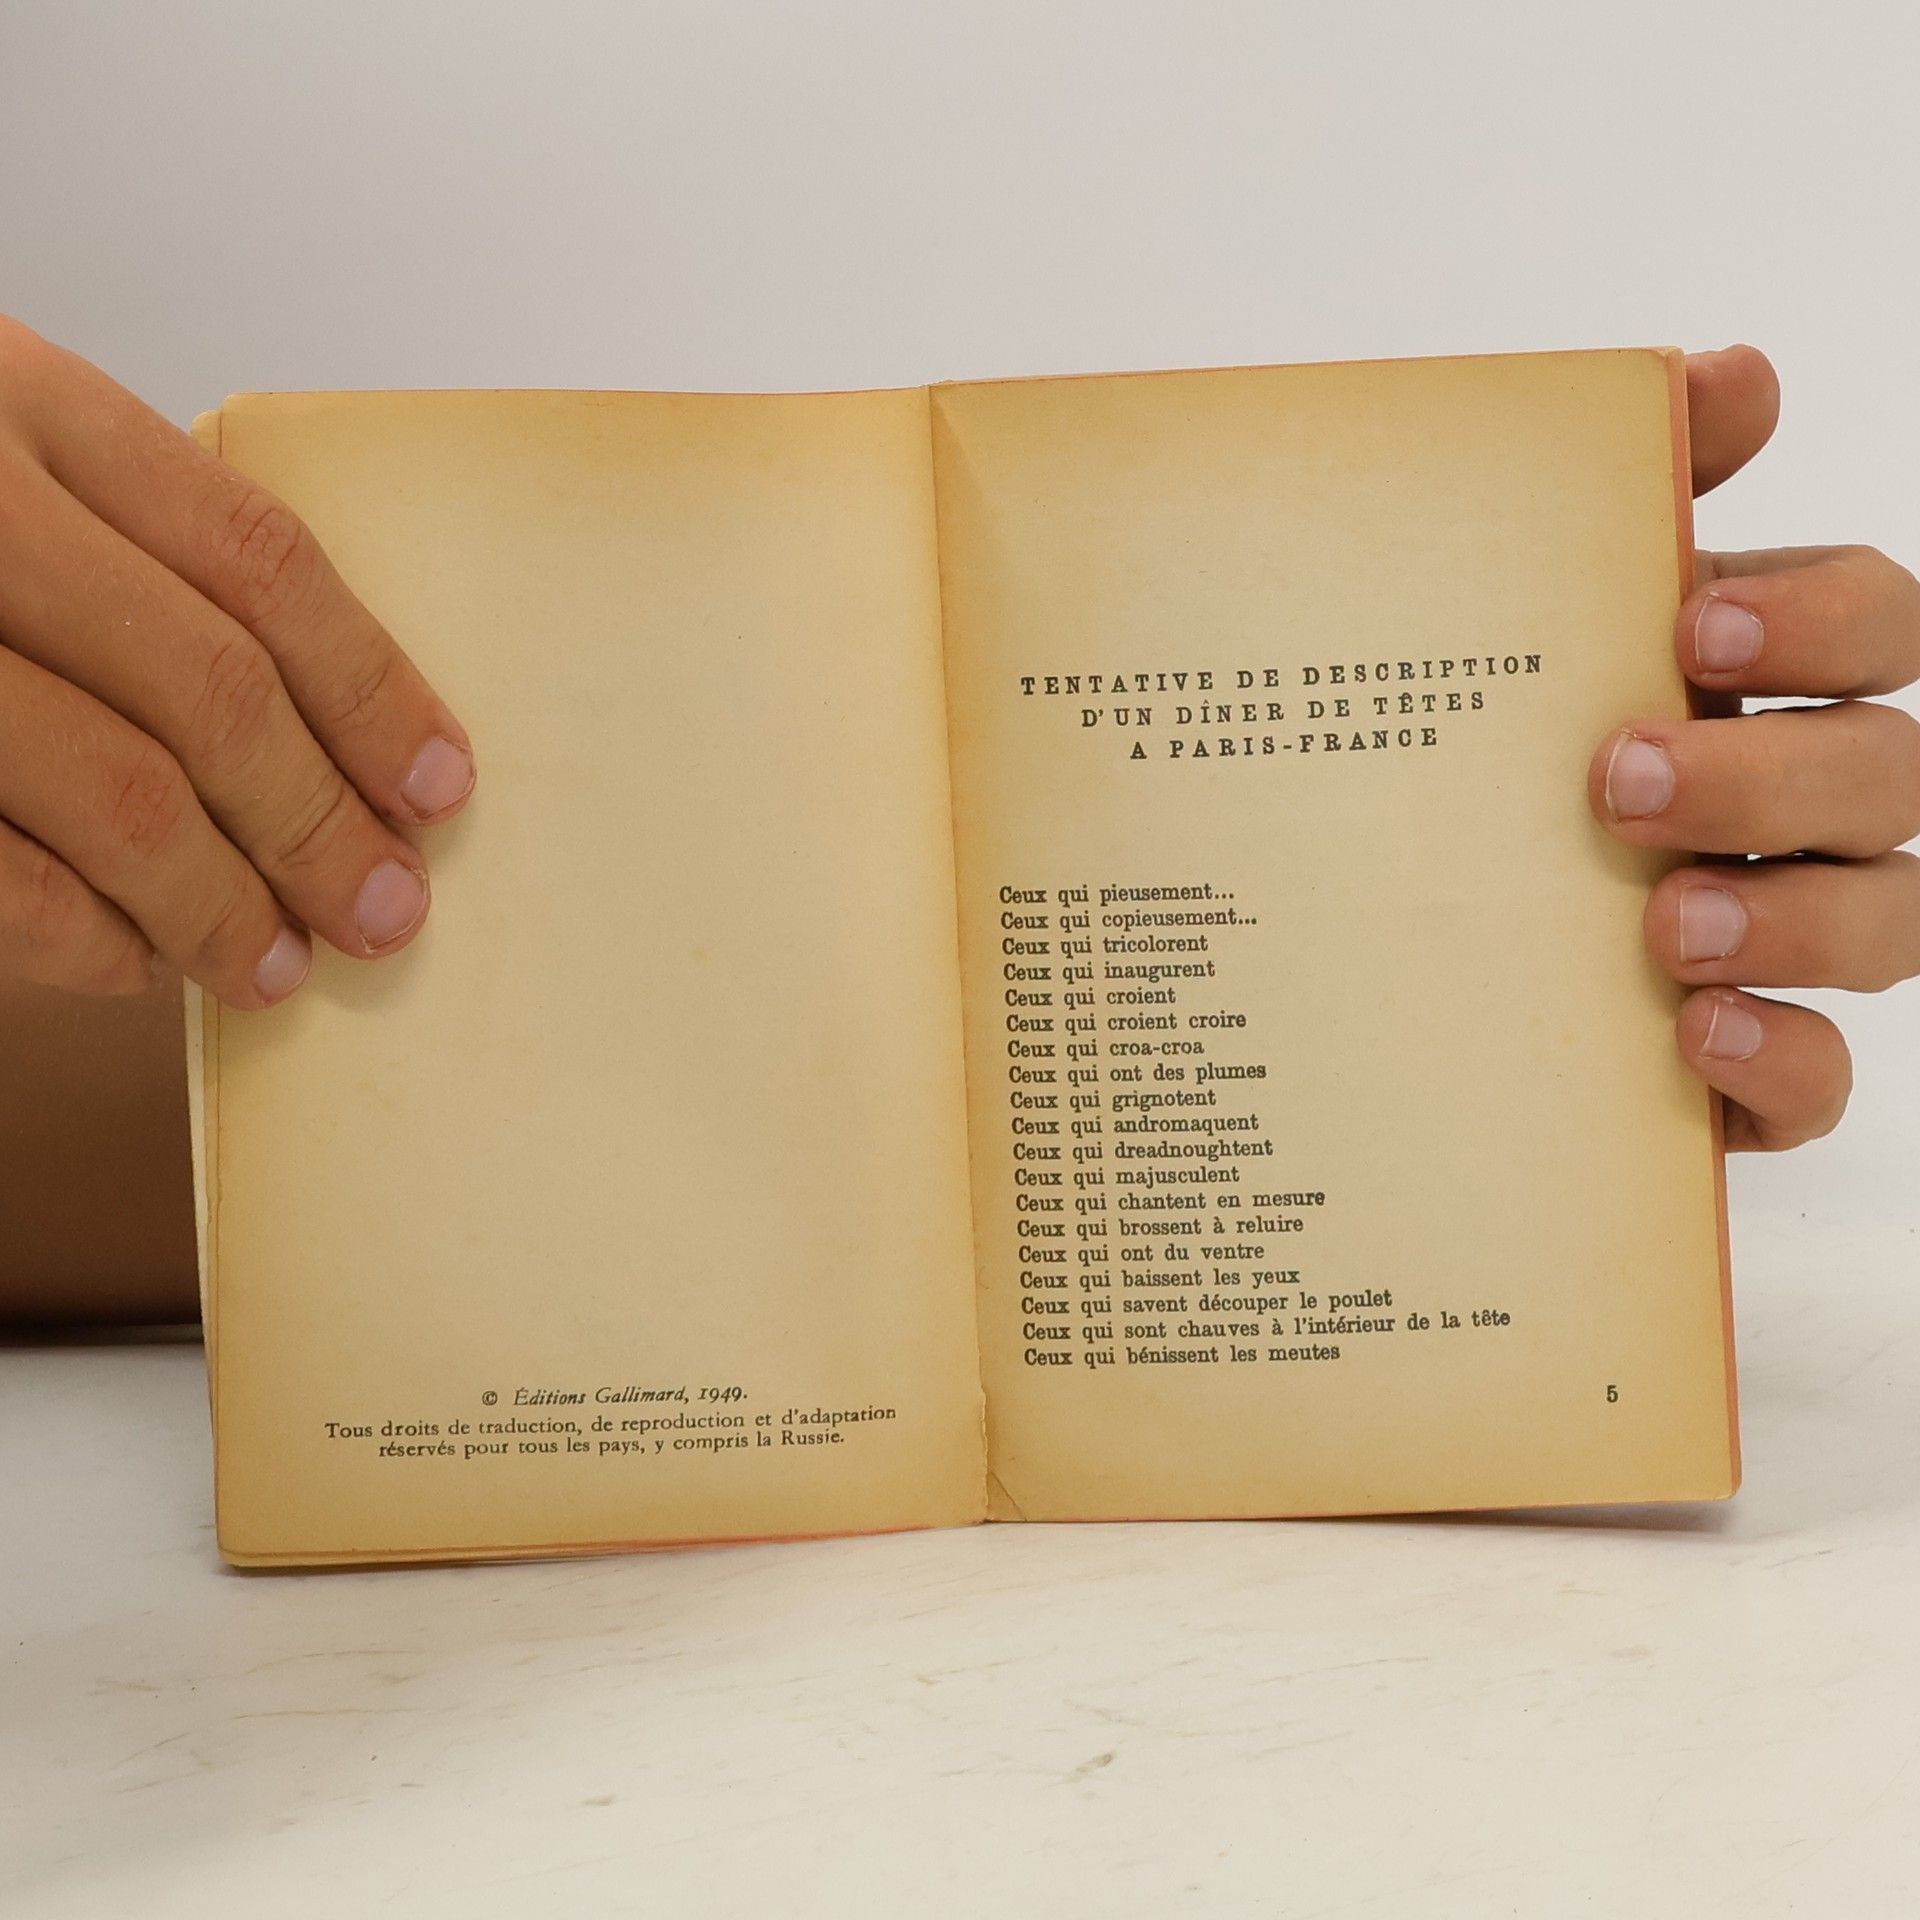 © Éditions Gallimard, 1949.
Tous droits de traduction, de reproduction et d'adaptation
réservés pour tous les pays, y compris la Russie.
TENTATIVE DE DESCRIPTION
D'UN DÎNER DE TÊTES
A PARIS-FRANCE
Ceux qui pieusement...
Ceux qui copieusement...
Ceux qui tricolorent
Ceux qui inaugurent
Ceux qui croient
Ceux qui croient croire
Ceux qui croa-croa
Ceux qui ont des plumes
Ceux qui grignotent
Ceux qui andromaquent
Ceux qui dreadnoughtent
Ceux qui majusculent
Ceux qui chantent en mesure
Ceux qui brossent à reluire
Ceux qui ont du ventre
Ceux qui baissent les yeux
Ceux qui savent découper le poulet
Ceux qui sont chauves à l'intérieur de la tête
Ceux qui bénissent les meutes
5